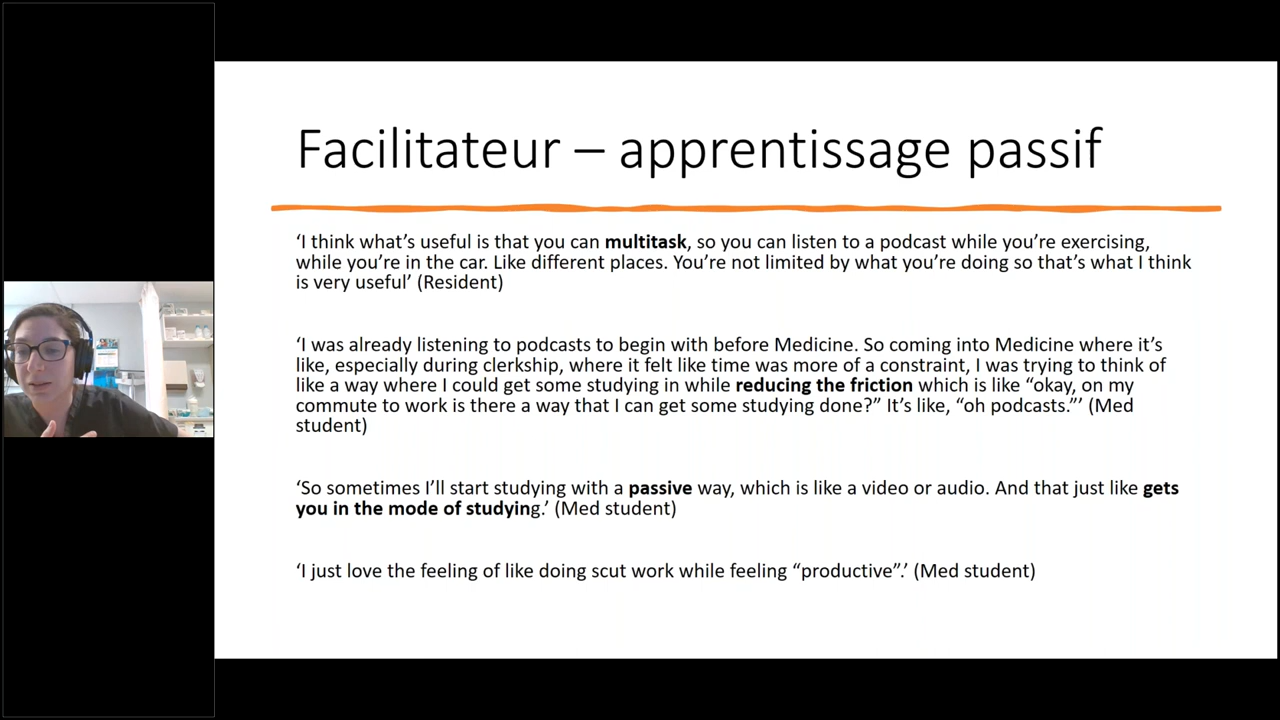 Facilitateur – apprentissage passif
‘I think what’s useful is that you can multitask, so you can listen to a podcast while you’re exercising,
while you’re in the car. Like different places. You’re not limited by what you’re doing so that’s what I think
is very useful’ (Resident)
‘I was already listening to podcasts to begin with before Medicine. So coming into Medicine where it’s
like, especially during clerkship, where it felt like time was more of a constraint, I was trying to think of
like a way where I could get some studying in while reducing the friction which is like “okay, on my
commute to work is there a way that I can get some studying done?” It’s like, “oh podcasts.”’ (Med
student)
‘So sometimes I’ll start studying with a passive way, which is like a video or audio. And that just like gets
you in the mode of studying.’ (Med student)
‘I just love the feeling of like doing scut work while feeling “productive”.’ (Med student)